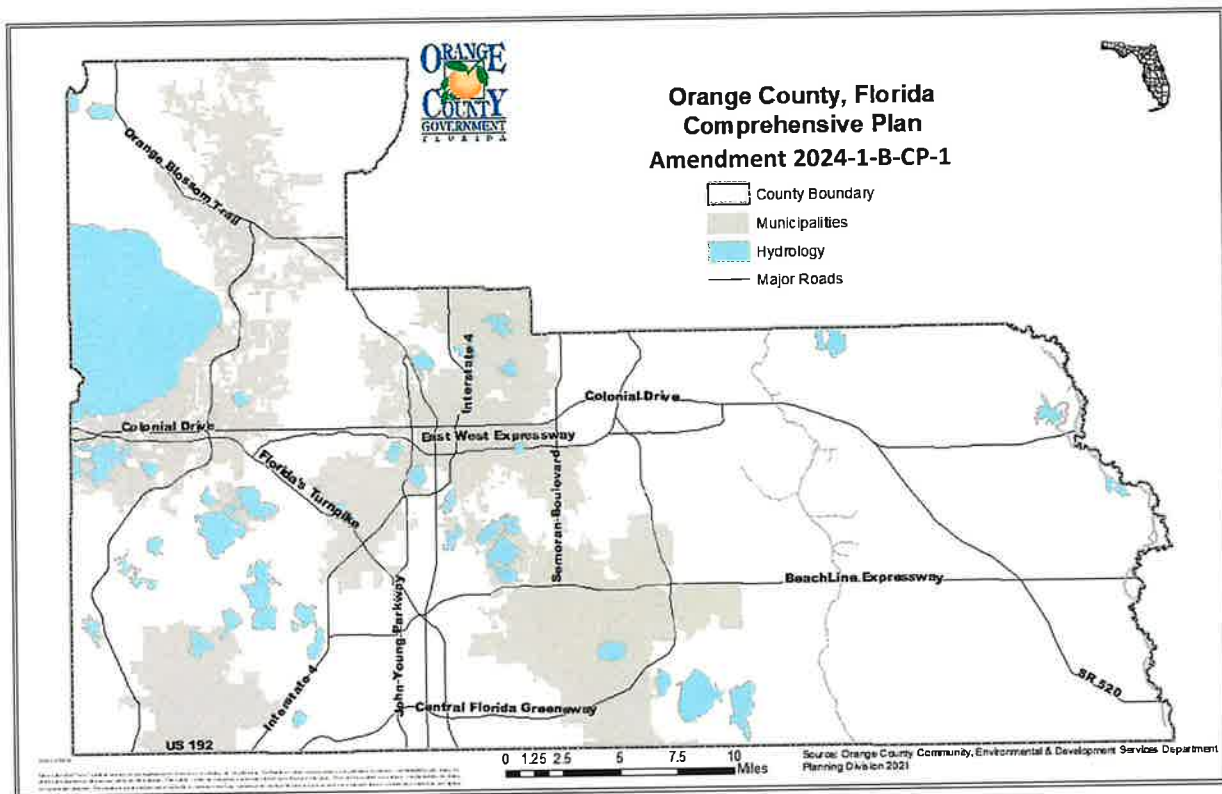 ORANGE
COUNTY
GOVERNMENT
FLORIDA
Orange County, Florida
Comprehensive Plan
Amendment 2024-1-B-CP-1
County Boundary
Municipalities
Hydrology
Major Roads
Orange Blossom Trail
Interstate 4
Colonial Drive
Colonial Drive
East West Expressway
Florida's Turnpike
Semoran Boulevard
BeachLine Expressway
John Young Parkwpy
Interstate 4
SR 520
Central Florida Greeneway
US 192
0 1.25 2.5 5 7.5 10
Miles
Source: Orange County Community, Environmental & Development Services Department
Planning Division 2021